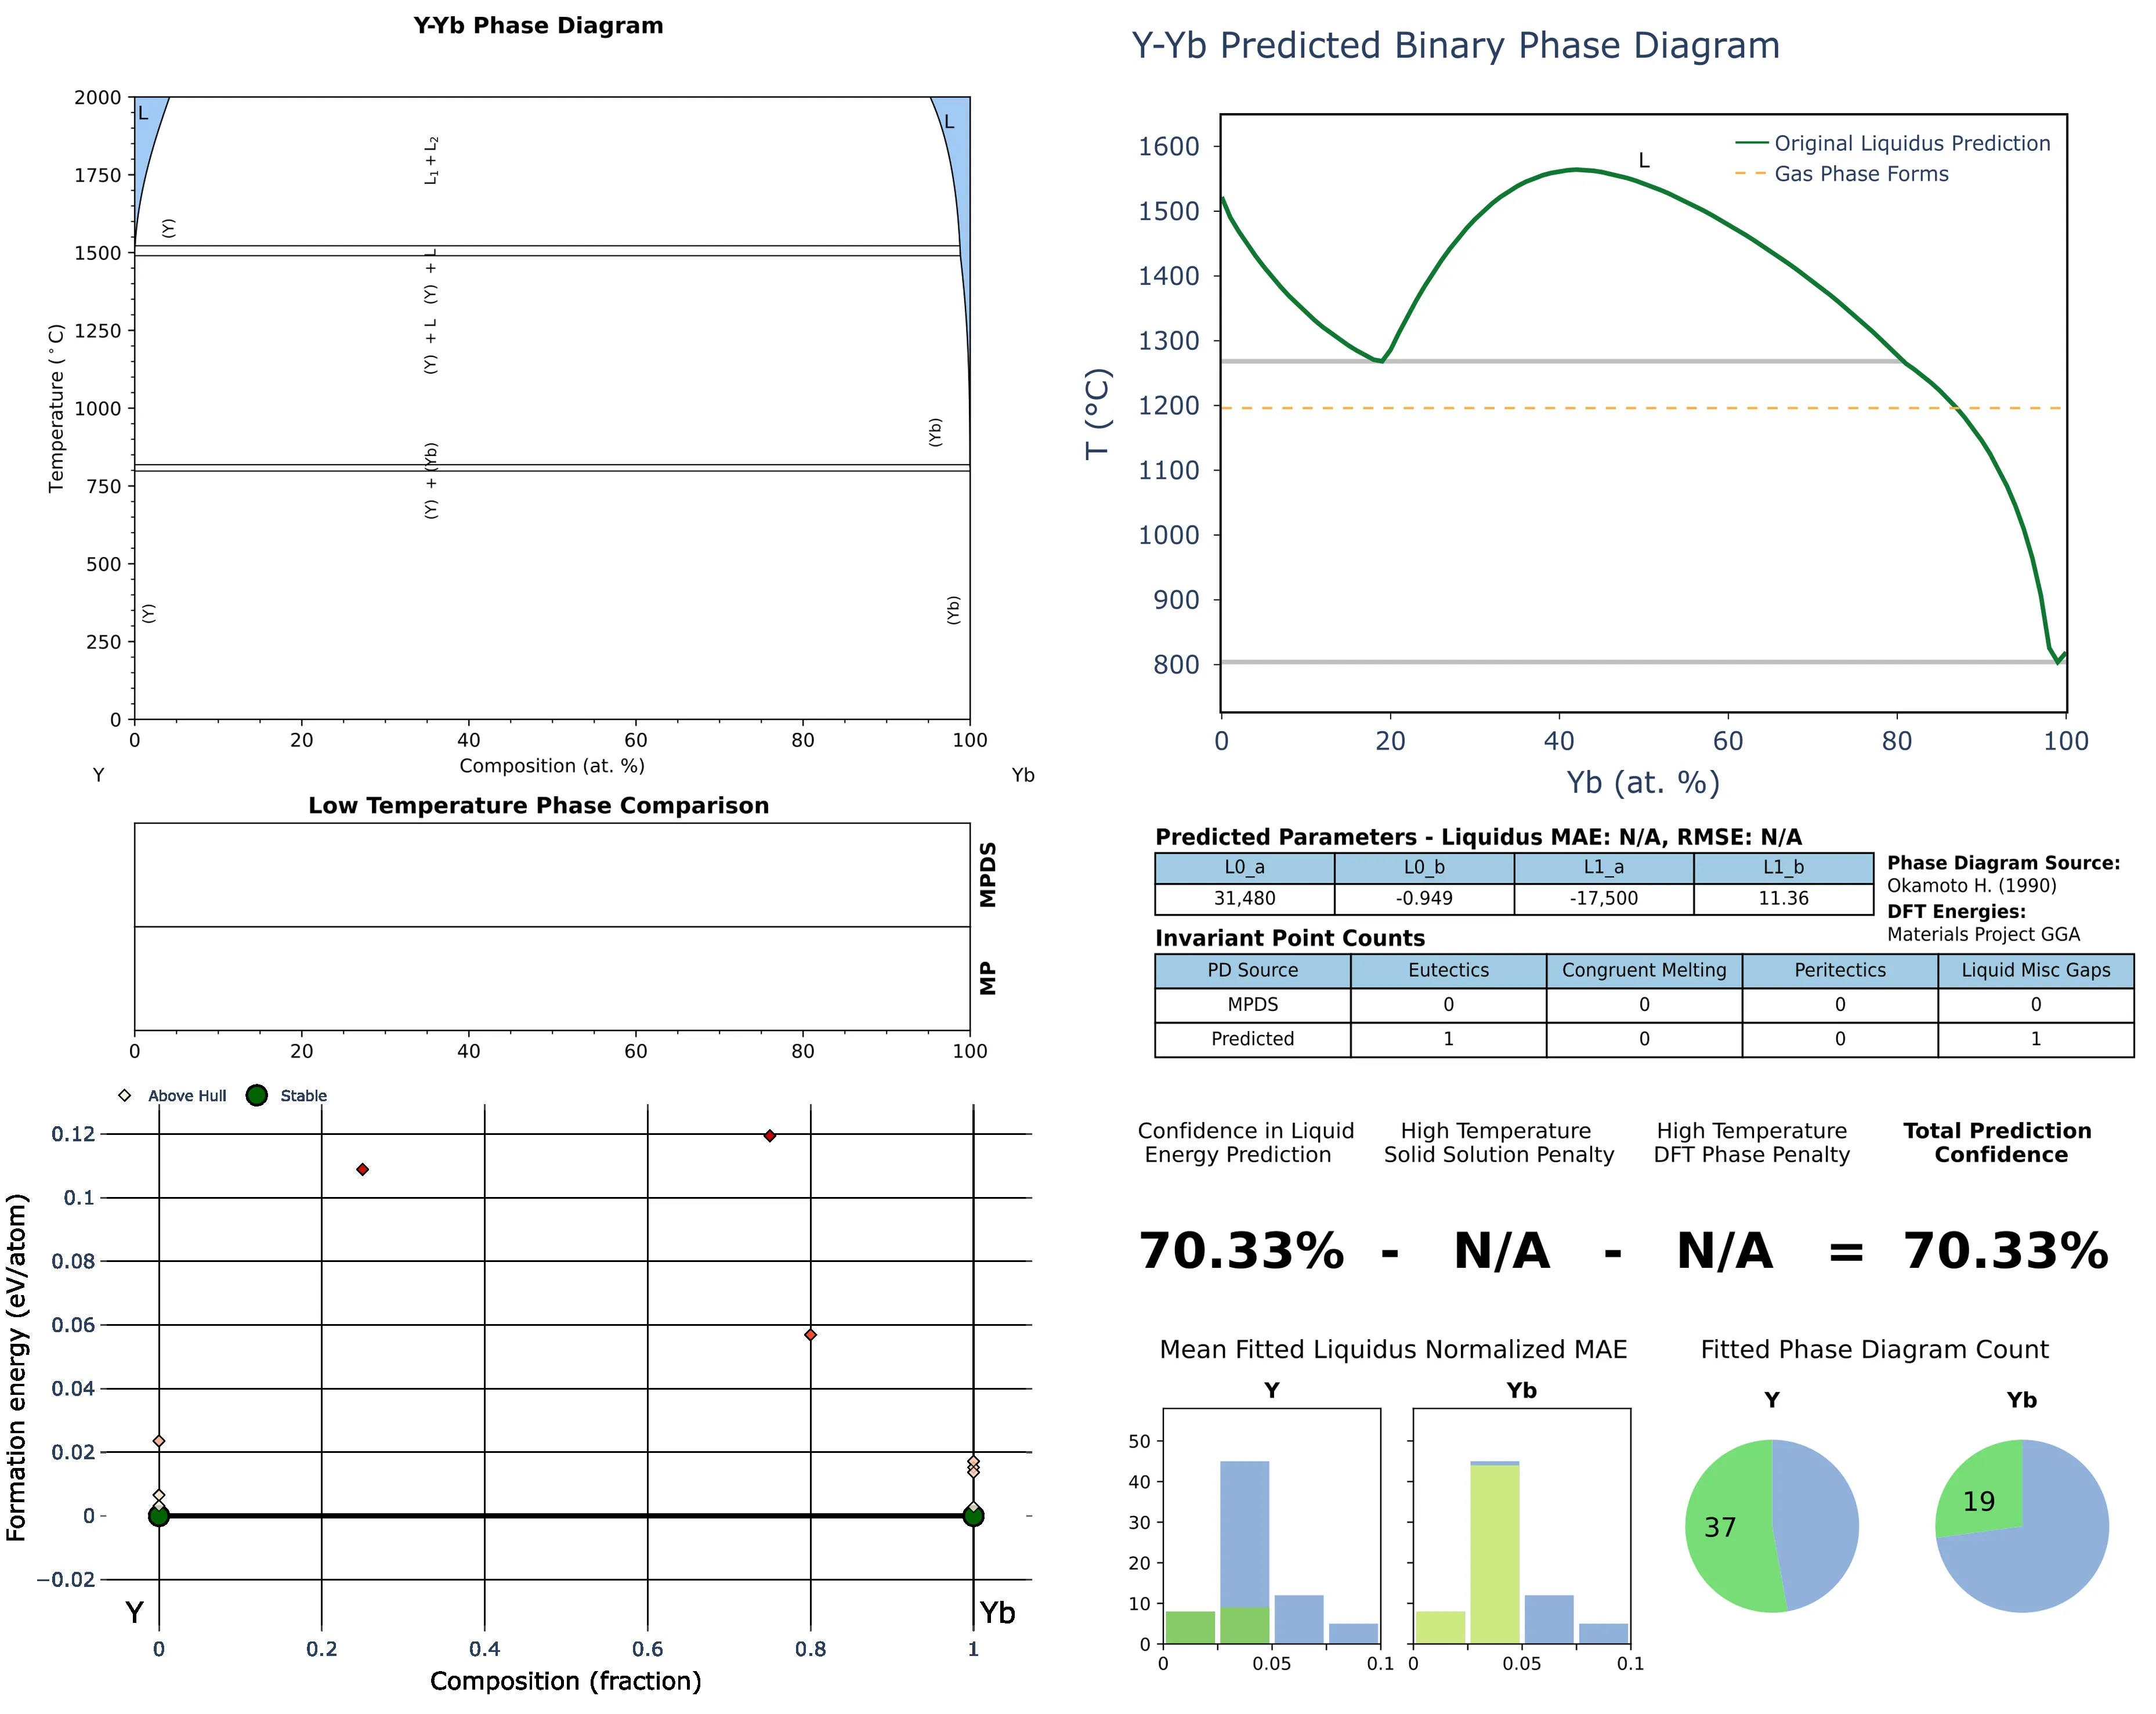 Y-Yb Phase Diagram
2000
1750
1500
1250
1000
750
500
250
0
Temperature (°C)
L
L
L₁ + L₂
(Y)
(Y) + L
(Y) + L
(Yb)
(Y) + (Yb)
(Y)
(Yb)
0 20 40 60 80 100
Composition (at. %)
Y Yb
Low Temperature Phase Comparison
MPDS
MP
0 20 40 60 80 100
Above Hull Stable
0.12
0.1
0.08
0.06
0.04
0.02
0
−0.02
Formation energy (eV/atom)
Y Yb
0 0.2 0.4 0.6 0.8 1
Composition (fraction)
Y-Yb Predicted Binary Phase Diagram
1600
1500
1400
1300
1200
1100
1000
900
800
T (°C)
L
Original Liquidus Prediction
Gas Phase Forms
0 20 40 60 80 100
Yb (at. %)
Predicted Parameters - Liquidus MAE: N/A, RMSE: N/A
L0_a L0_b L1_a L1_b
31,480 -0.949 -17,500 11.36
Phase Diagram Source:
Okamoto H. (1990)
DFT Energies:
Materials Project GGA
Invariant Point Counts
PD Source Eutectics Congruent Melting Peritectics Liquid Misc Gaps
MPDS 0 0 0 0
Predicted 1 0 0 1
Confidence in Liquid
Energy Prediction
High Temperature
Solid Solution Penalty
High Temperature
DFT Phase Penalty
Total Prediction
Confidence
70.33% - N/A - N/A = 70.33%
Mean Fitted Liquidus Normalized MAE
Y Yb
50
40
30
20
10
0
0 0.05 0.1 0 0.05 0.1
Fitted Phase Diagram Count
Y Yb
37 19